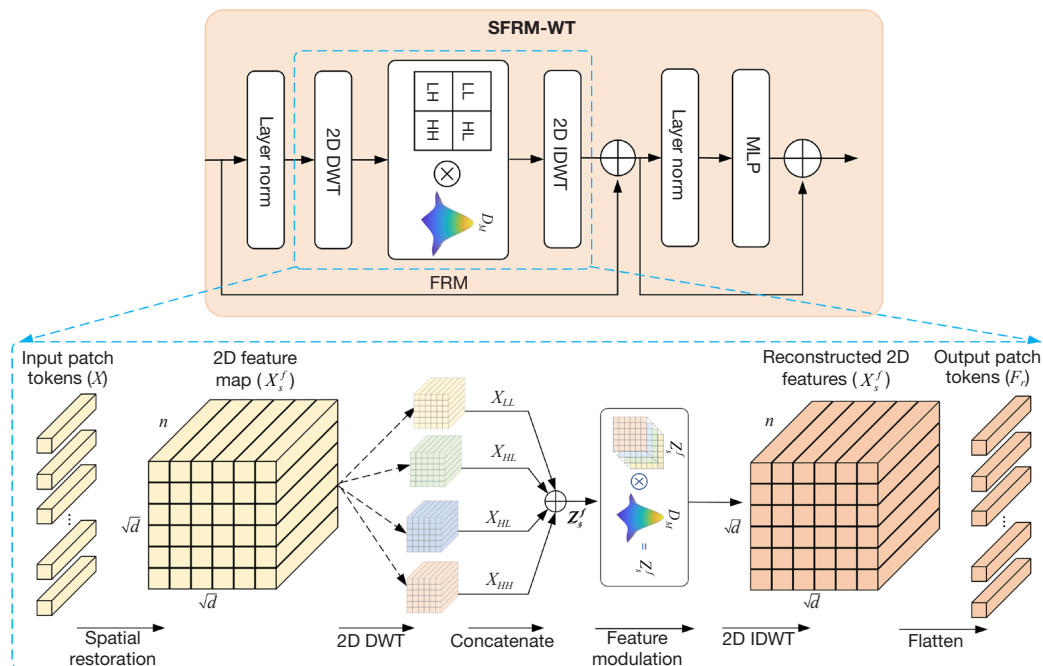 SFRM-WT
Layer norm
2D DWT
LH
LL
HH
HL
⊗
D_M
2D IDWT
Layer norm
MLP
FRM
Input patch
tokens (X)
2D feature
map (X_s^f)
n
√d
√d
...
X_LL
X_HL
X_HL
X_HH
Z_s^f
Z_s^f
⊗
D_M
= Z_s^f
Reconstructed 2D
features (X_s^f)
n
√d
√d
Output patch
tokens (F_r)
...
Spatial
restoration
2D DWT
Concatenate
Feature
modulation
2D IDWT
Flatten